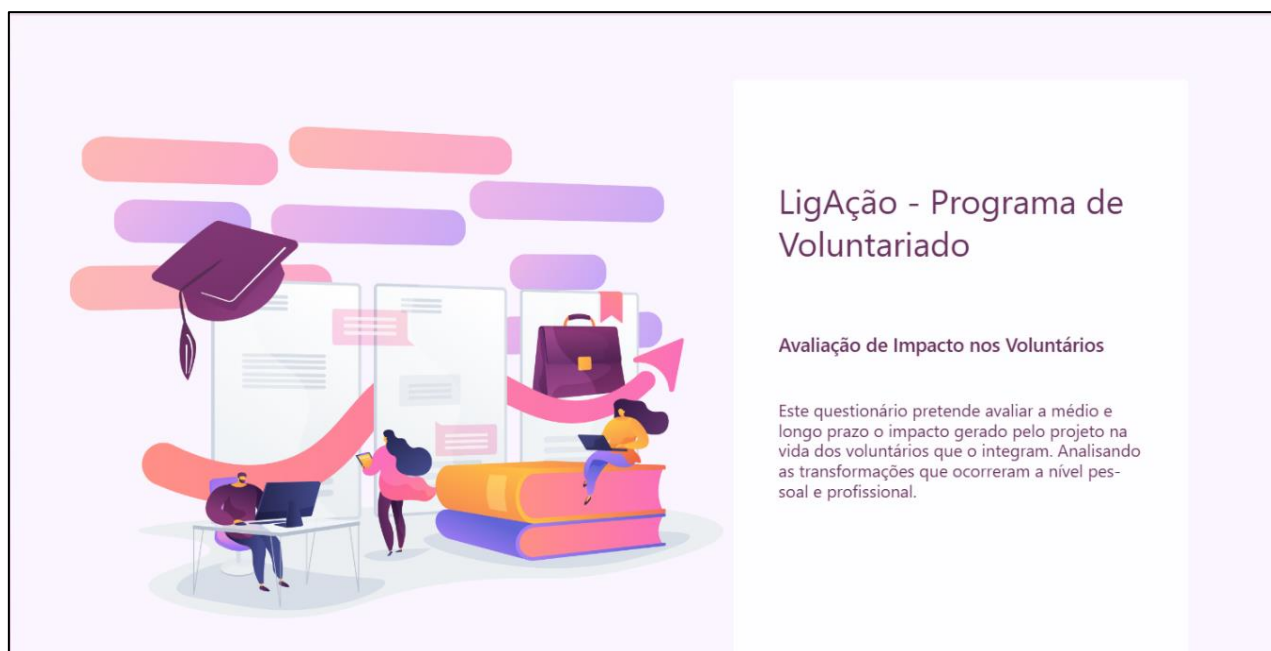 LigAção - Programa de
Voluntariado
Avaliação de Impacto nos Voluntários
Este questionário pretende avaliar a médio e
longo prazo o impacto gerado pelo projeto na
vida dos voluntários que o integram. Analisando
as transformações que ocorreram a nível pes-
soal e profissional.